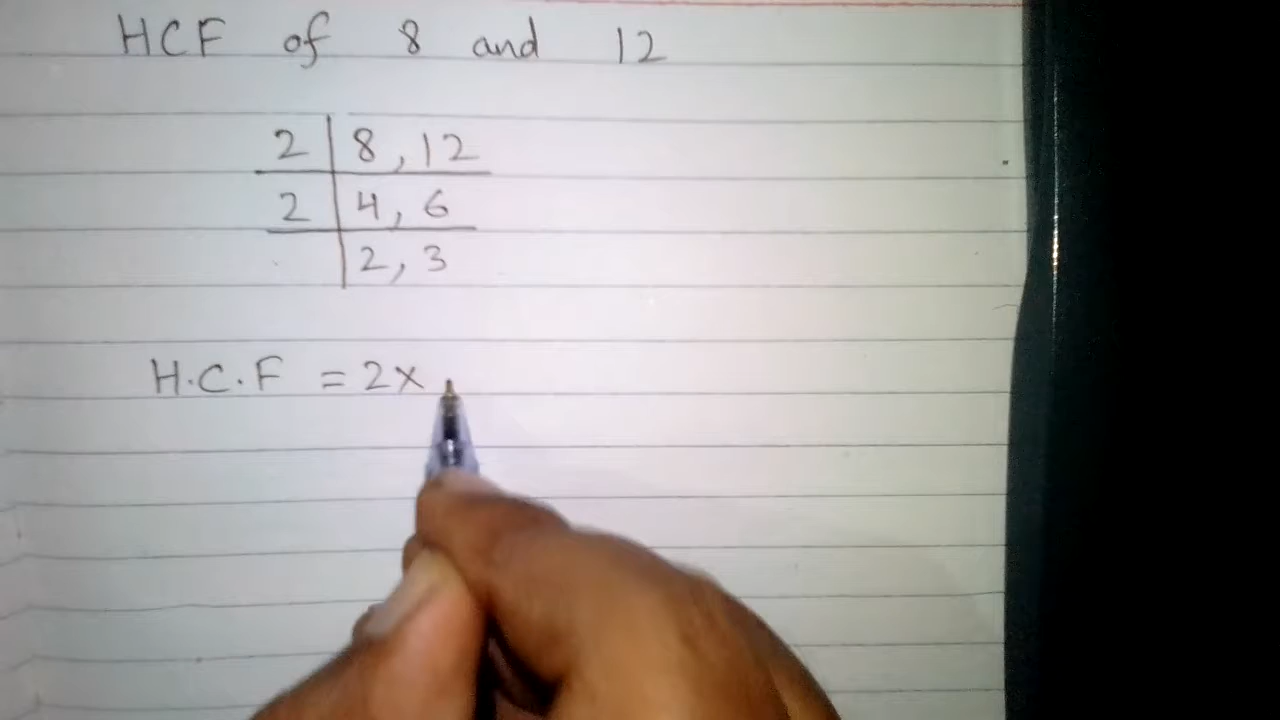 HCF of 8 and 12
2 8, 12
2 4, 6
2, 3
H.C.F = 2x